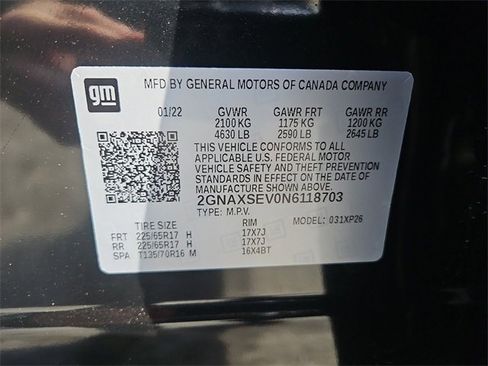 gm
MFD BY GENERAL MOTORS OF CANADA COMPANY
01/22 GVWR GAWR FRT GAWR RR
2100 KG 1175 KG 1200 KG
4630 LB 2590 LB 2645 LB
THIS VEHICLE CONFORMS TO ALL
APPLICABLE U.S. FEDERAL MOTOR
VEHICLE SAFETY AND THEFT PREVENTION
STANDARDS IN EFFECT ON THE DATE
OF MANUFACTURE SHOWN ABOVE.
2GNAXSEV0N6118703
TYPE: M.P.V. MODEL: 031XP26
TIRE SIZE RIM
FRT 225/65R17 H 17X7J
RR 225/65R17 H 17X7J
SPA T135/70R16 M 16X4BT